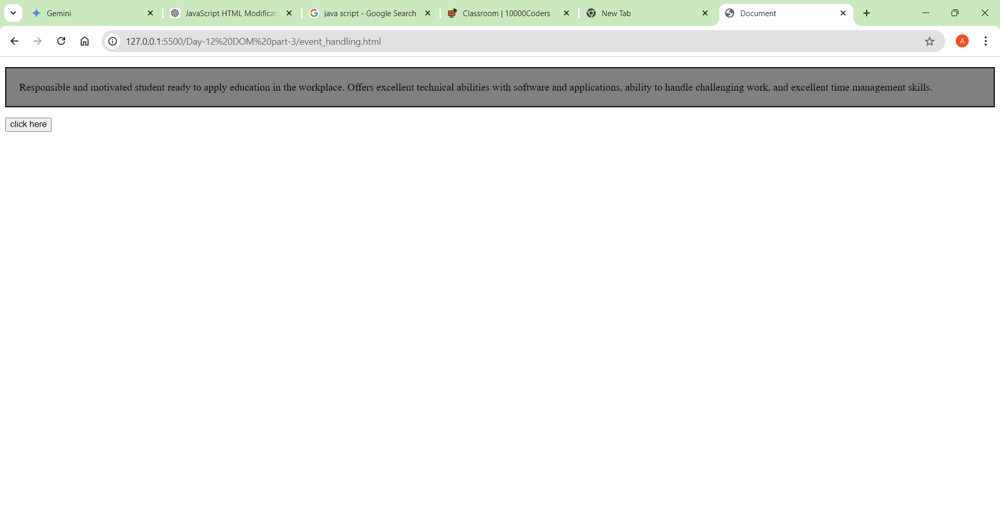 Gemini
JavaScript HTML Modificat
java script - Google Search
Classroom | 10000Coders
New Tab
Document
127.0.0.1:5500/Day-12%20DOM%20part-3/event_handling.html
A
Responsible and motivated student ready to apply education in the workplace. Offers excellent technical abilities with software and applications, ability to handle challenging work, and excellent time management skills.
click here